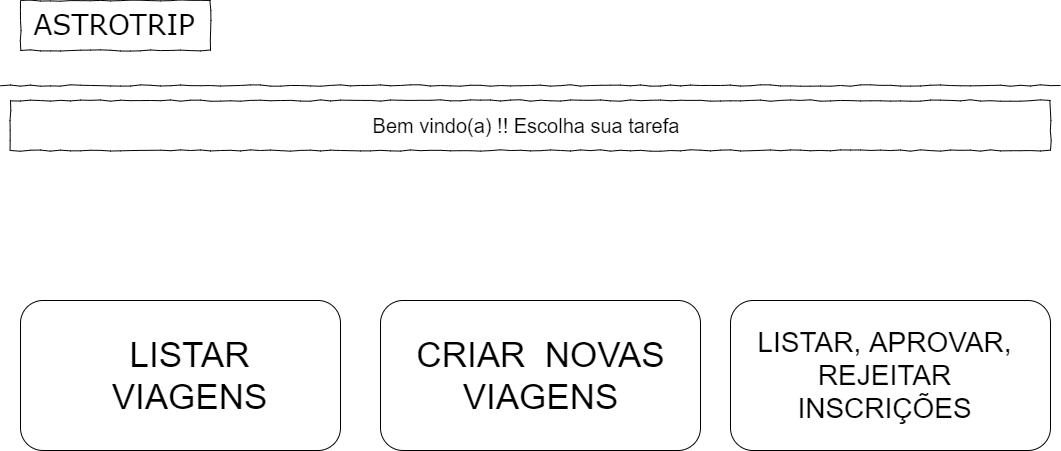 ASTROTRIP
Bem vindo(a) !! Escolha sua tarefa
LISTAR
VIAGENS
CRIAR  NOVAS
VIAGENS
LISTAR, APROVAR,
REJEITAR
INSCRIÇÕES